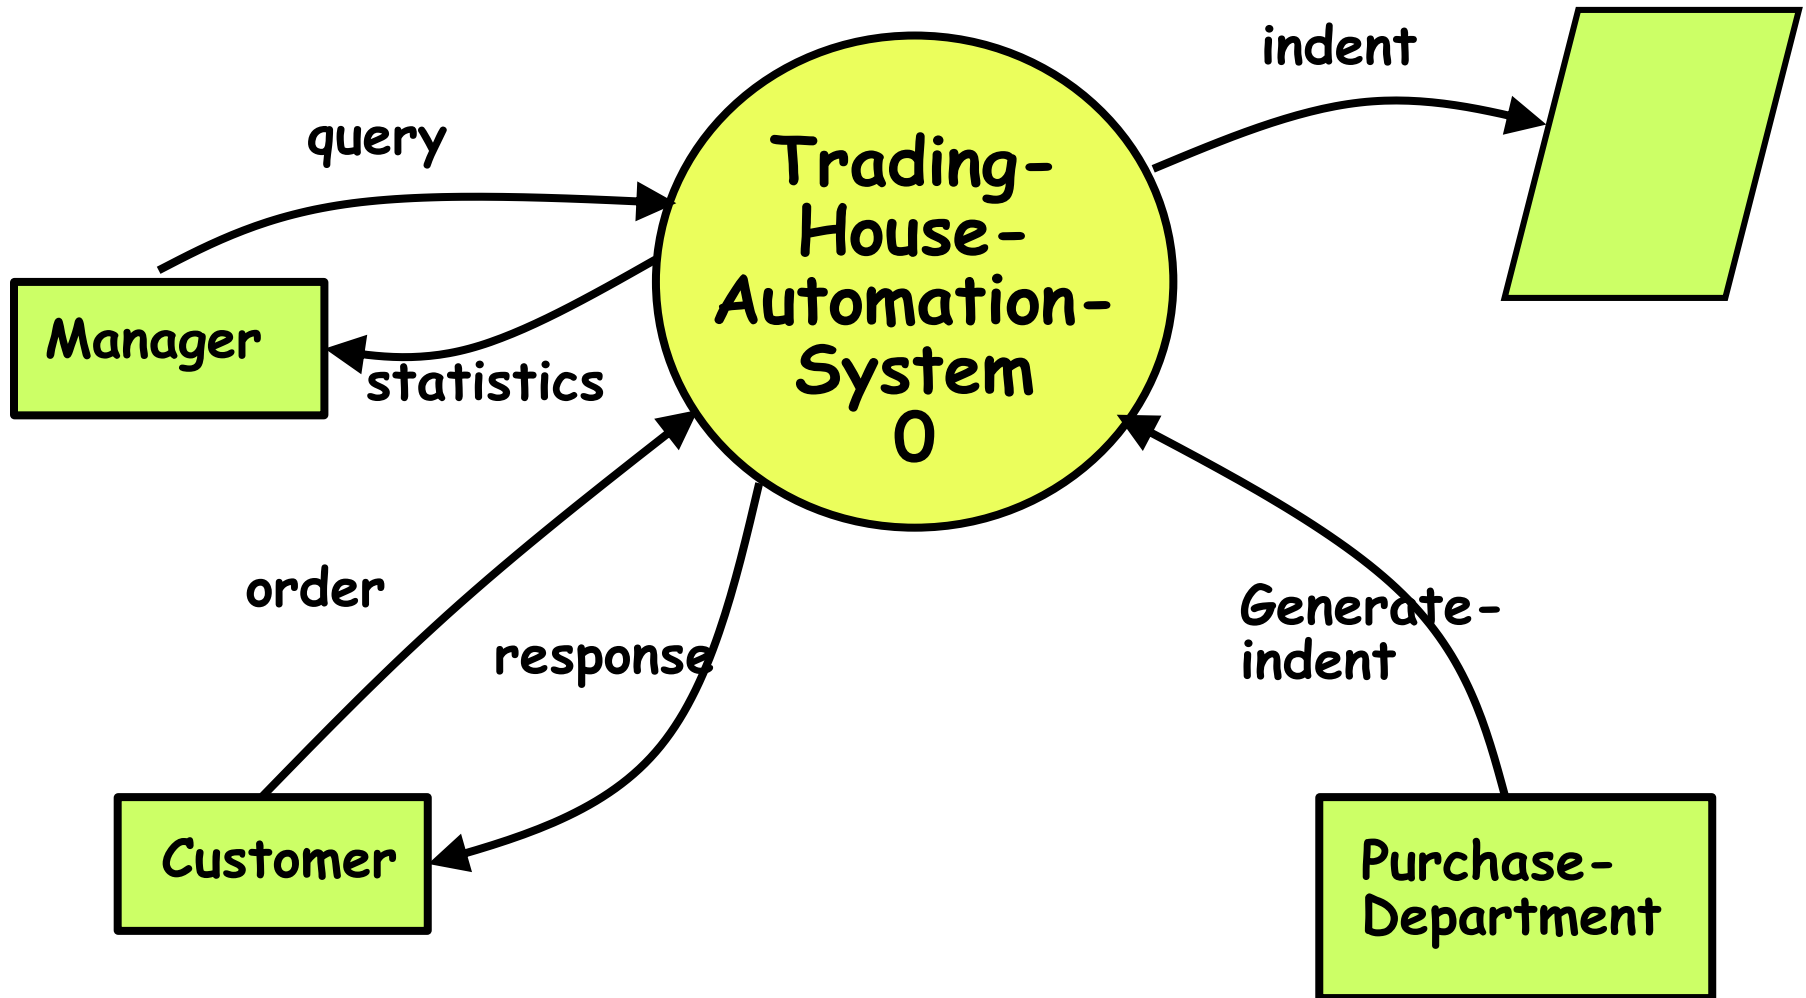 indent
query
Trading-
House-
Automation-
System
0
Manager
statistics
order
response
Generate-
indent
Customer
Purchase-
Department